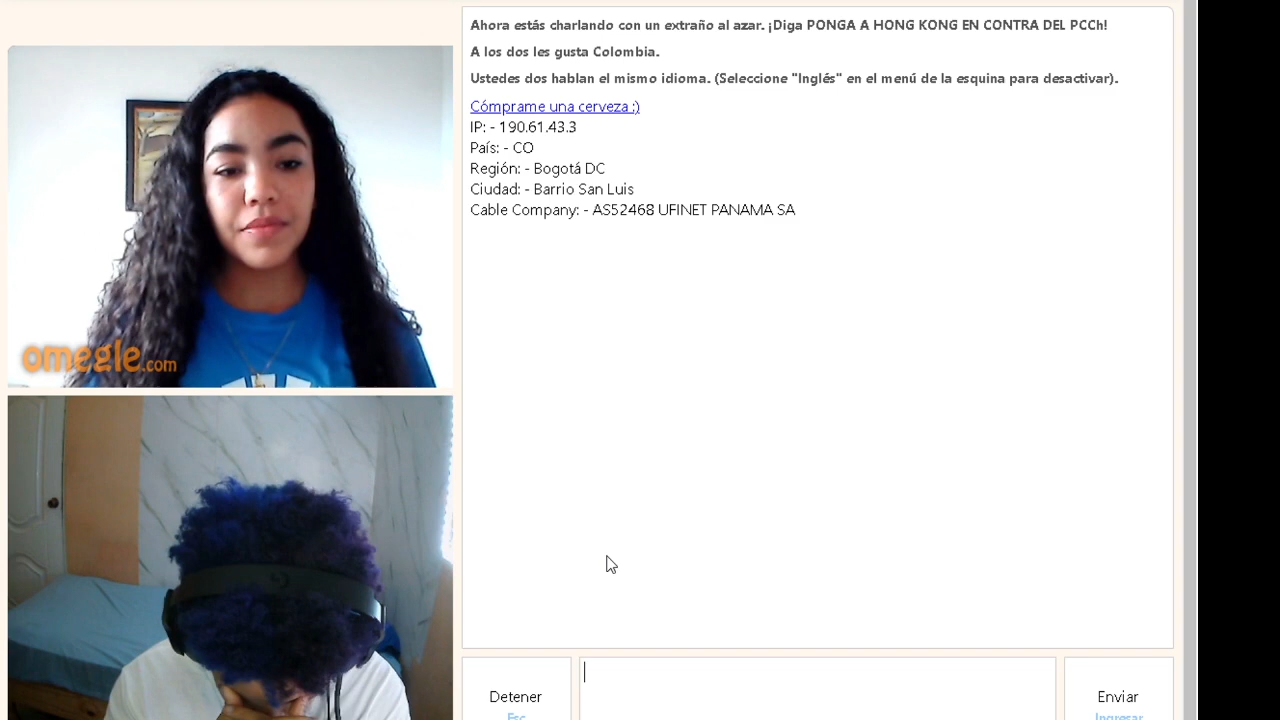 Ahora estás charlando con un extraño al azar. ¡Diga PONGA A HONG KONG EN CONTRA DEL PCCh!
A los dos les gusta Colombia.
Ustedes dos hablan el mismo idioma. (Seleccione "Inglés" en el menú de la esquina para desactivar).
Cómprame una cerveza :)
IP: - 190.61.43.3
País: - CO
Región: - Bogotá DC
Ciudad: - Barrio San Luis
Cable Company: - AS52468 UFINET PANAMA SA
omegle.com
Detener
Esc
Enviar
Ingresar